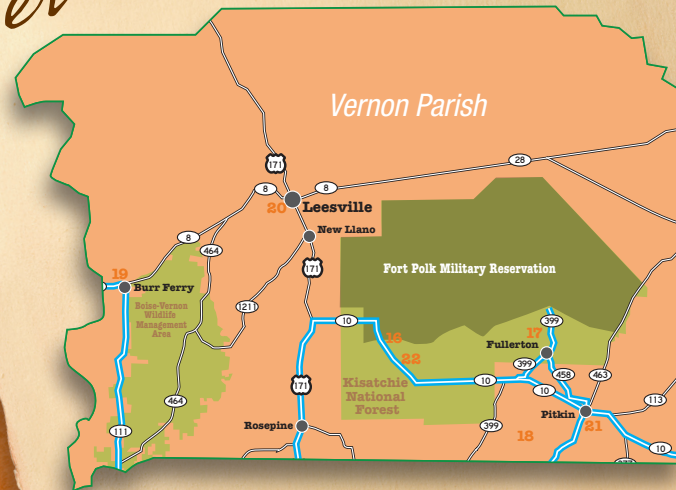 Vernon Parish
171
28
8
8
20
Leesville
New Llano
8
464
171
Fort Polk Military Reservation
19
Burr Ferry
Boise-Vernon
Wildlife
Management
Area
1211
10
399
17
16
Fullerton
22
399
458
463
171
Kisatchie
National
Forest
10
10
464
113
Pitkin
21
Rosepine
399
18
111
10